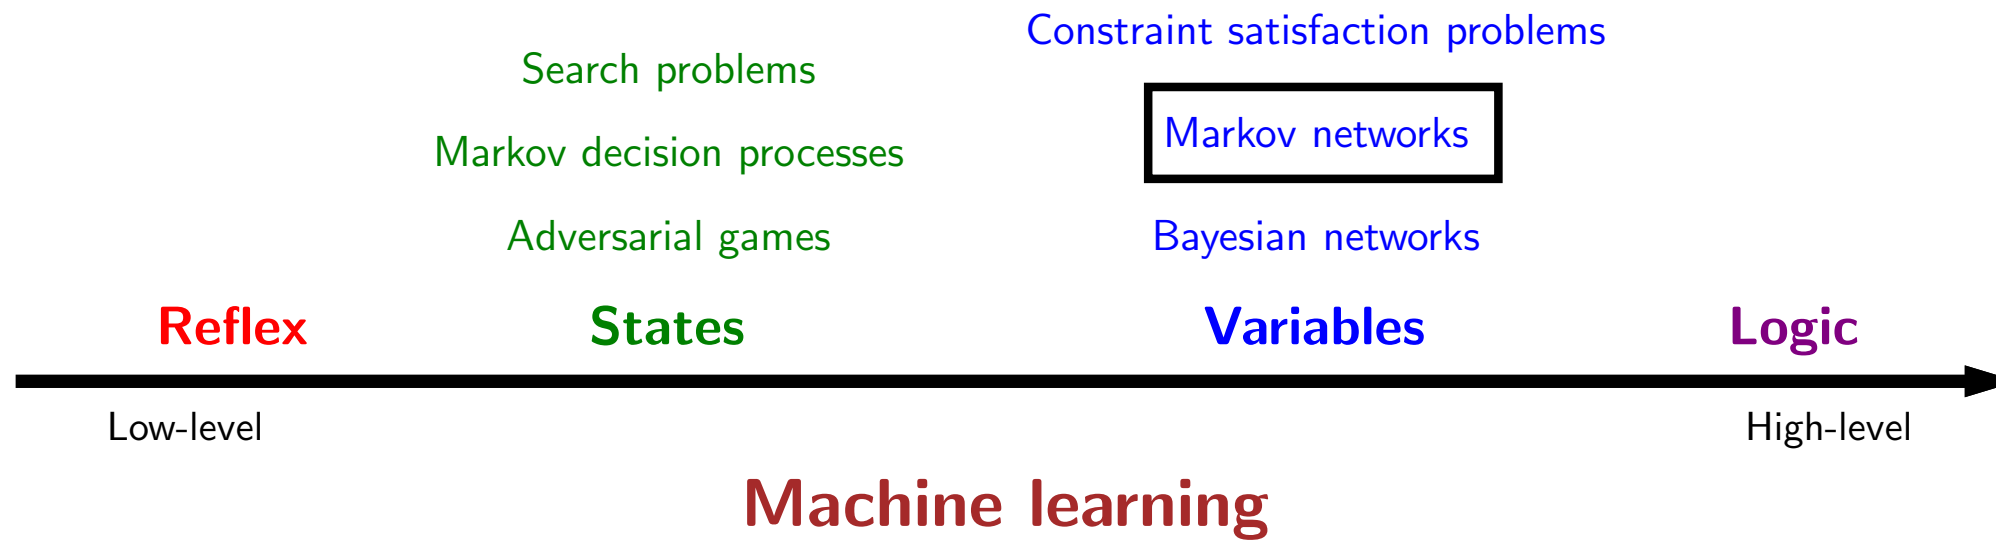 Constraint satisfaction problems
Search problems
Markov networks
Markov decision processes
Adversarial games
Bayesian networks
Reflex
States
Variables
Logic
Low-level
High-level
Machine learning